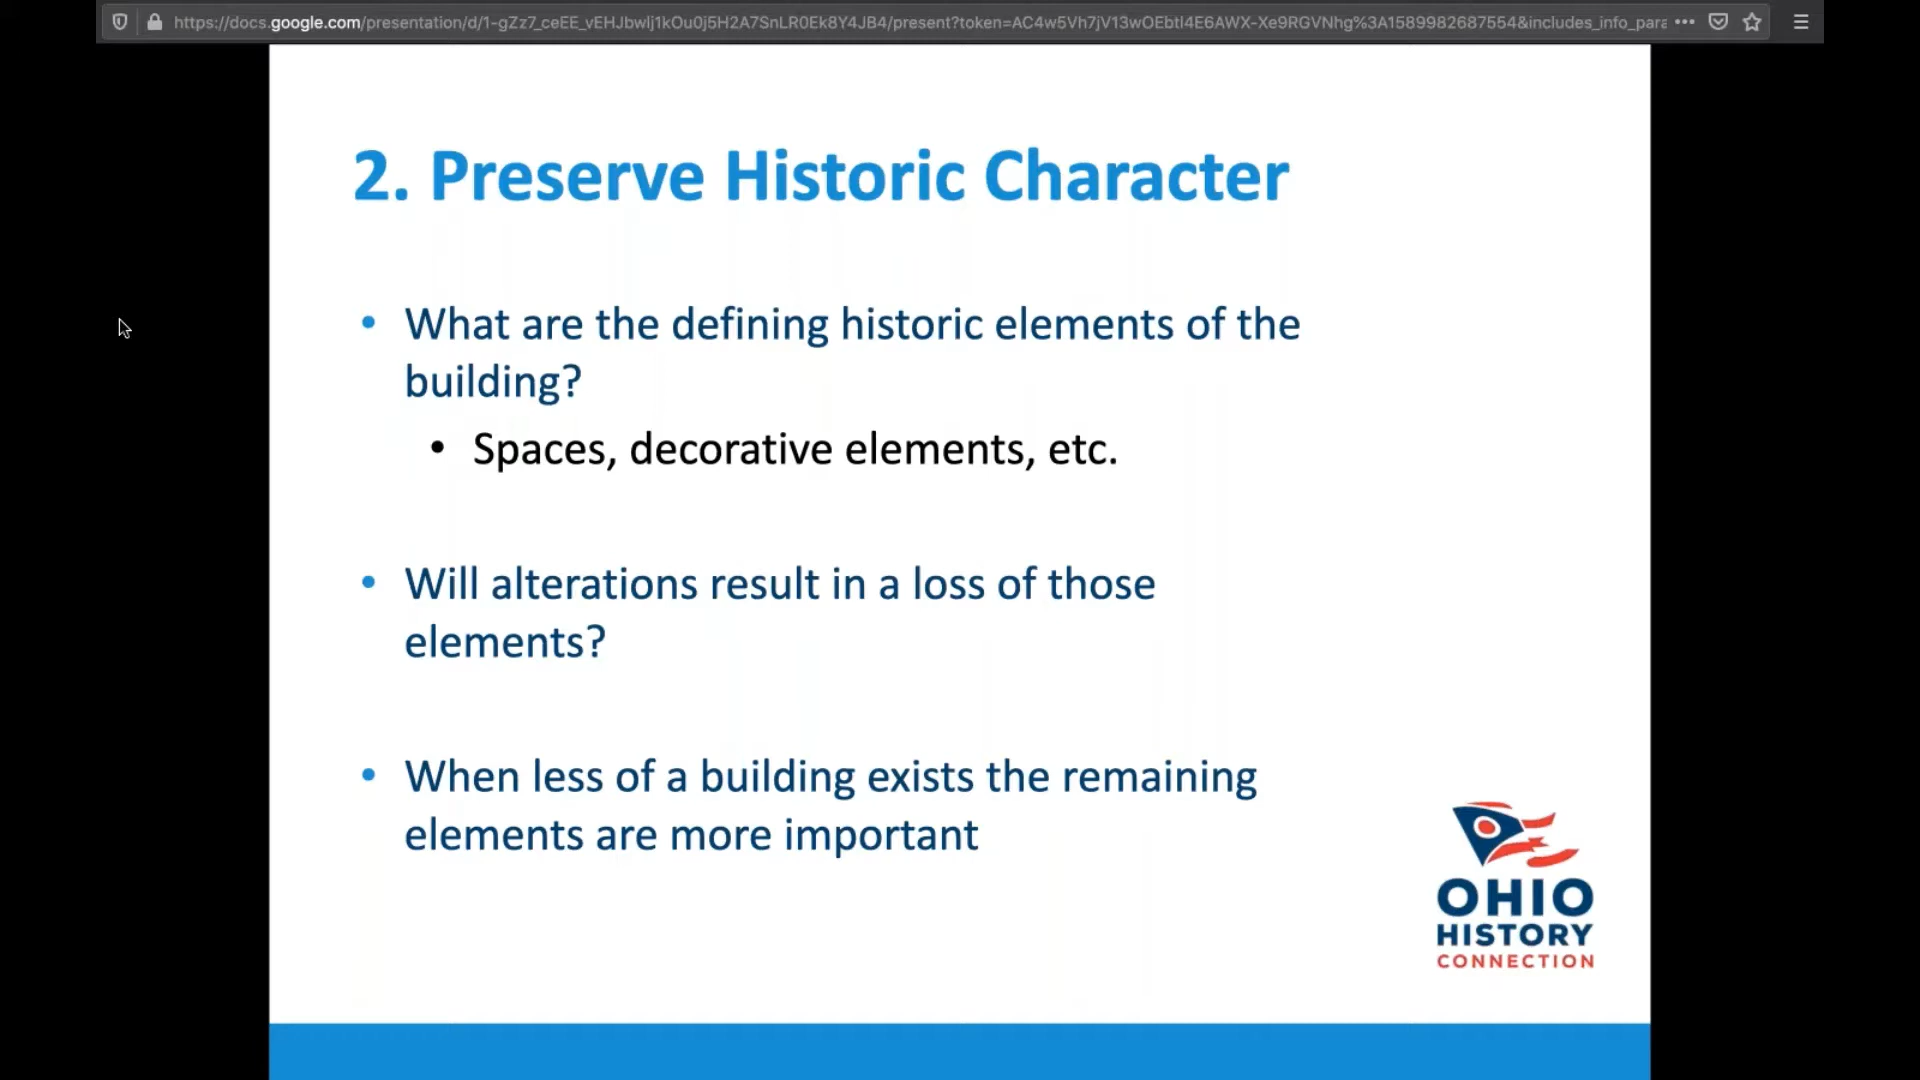 https://docs.google.com/presentation/d/1-gZz7_ceEE_vEHJbwlj1kOu0j5H2A7SnLR0Ek8Y4JB4/present?token=AC4w5Vh7jV13wOEbtI4E6AWX-Xe9RGVNhg%3A1589982687554&includes_info_para
2. Preserve Historic Character
• What are the defining historic elements of the
building?
• Spaces, decorative elements, etc.
• Will alterations result in a loss of those
elements?
• When less of a building exists the remaining
elements are more important
OHIO
HISTORY
CONNECTION